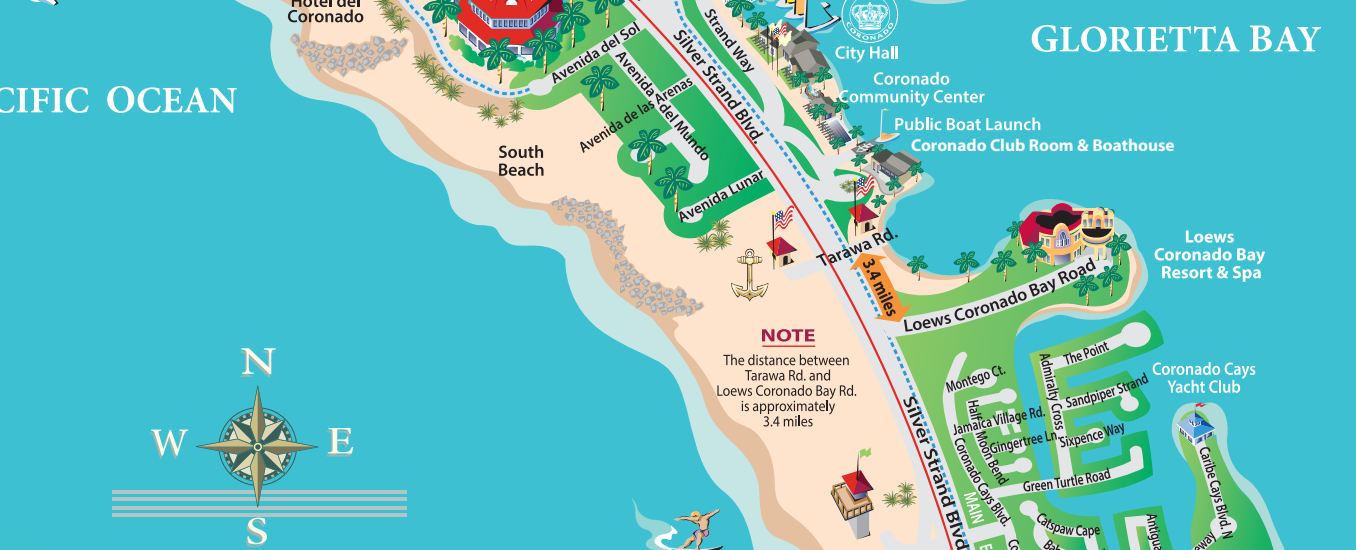 Hotel del
Coronado
CORONADO
City Hall
GLORIETTA BAY
CIFIC OCEAN
Avenida del Sol
Silver Strand Blvd.
Strand Way
Coronado
Community Center
Public Boat Launch
Coronado Club Room & Boathouse
Avenida del Mundo
Avenida de las Arenas
South
Beach
Avenida Lunar
Tarawa Rd.
3.4 miles
Loews Coronado Bay Road
Loews
Coronado Bay
Resort & Spa
NOTE
The distance between
Tarawa Rd. and
Loews Coronado Bay Rd.
is approximately
3.4 miles
N
W
E
S
The Point
Admiralty Cross
Montego Ct.
Sandpiper Strand
Coronado Cays
Yacht Club
Half Moon Bend
Jamaica Village Rd.
Gingertree Ln.
Sixpence Way
Coronado Cays Blvd.
Green Turtle Road
Silver Strand Blvd
MAIN
Catspaw Cape
Antigua
Caribe Cays Blvd. N